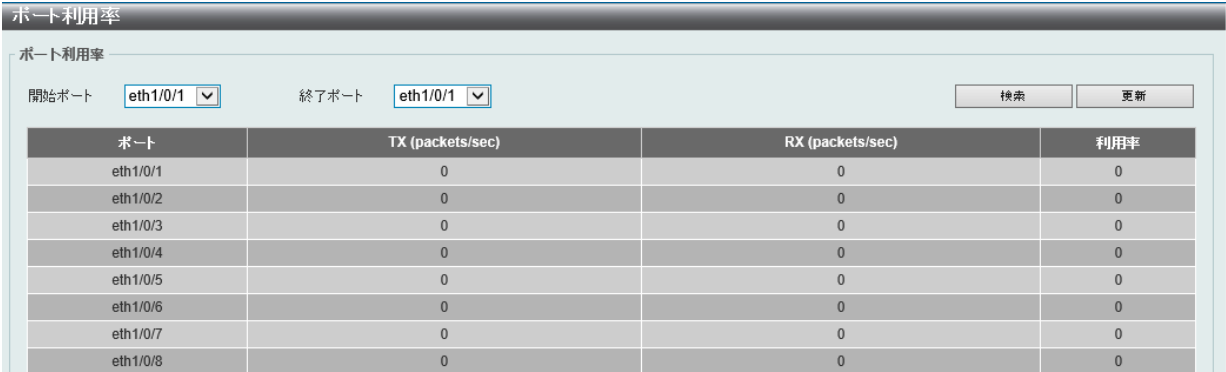 ポート利用率
ポート利用率
開始ポート eth1/0/1 終了ポート eth1/0/1 検索 更新
ポート TX (packets/sec) RX (packets/sec) 利用率
eth1/0/1 0 0 0
eth1/0/2 0 0 0
eth1/0/3 0 0 0
eth1/0/4 0 0 0
eth1/0/5 0 0 0
eth1/0/6 0 0 0
eth1/0/7 0 0 0
eth1/0/8 0 0 0